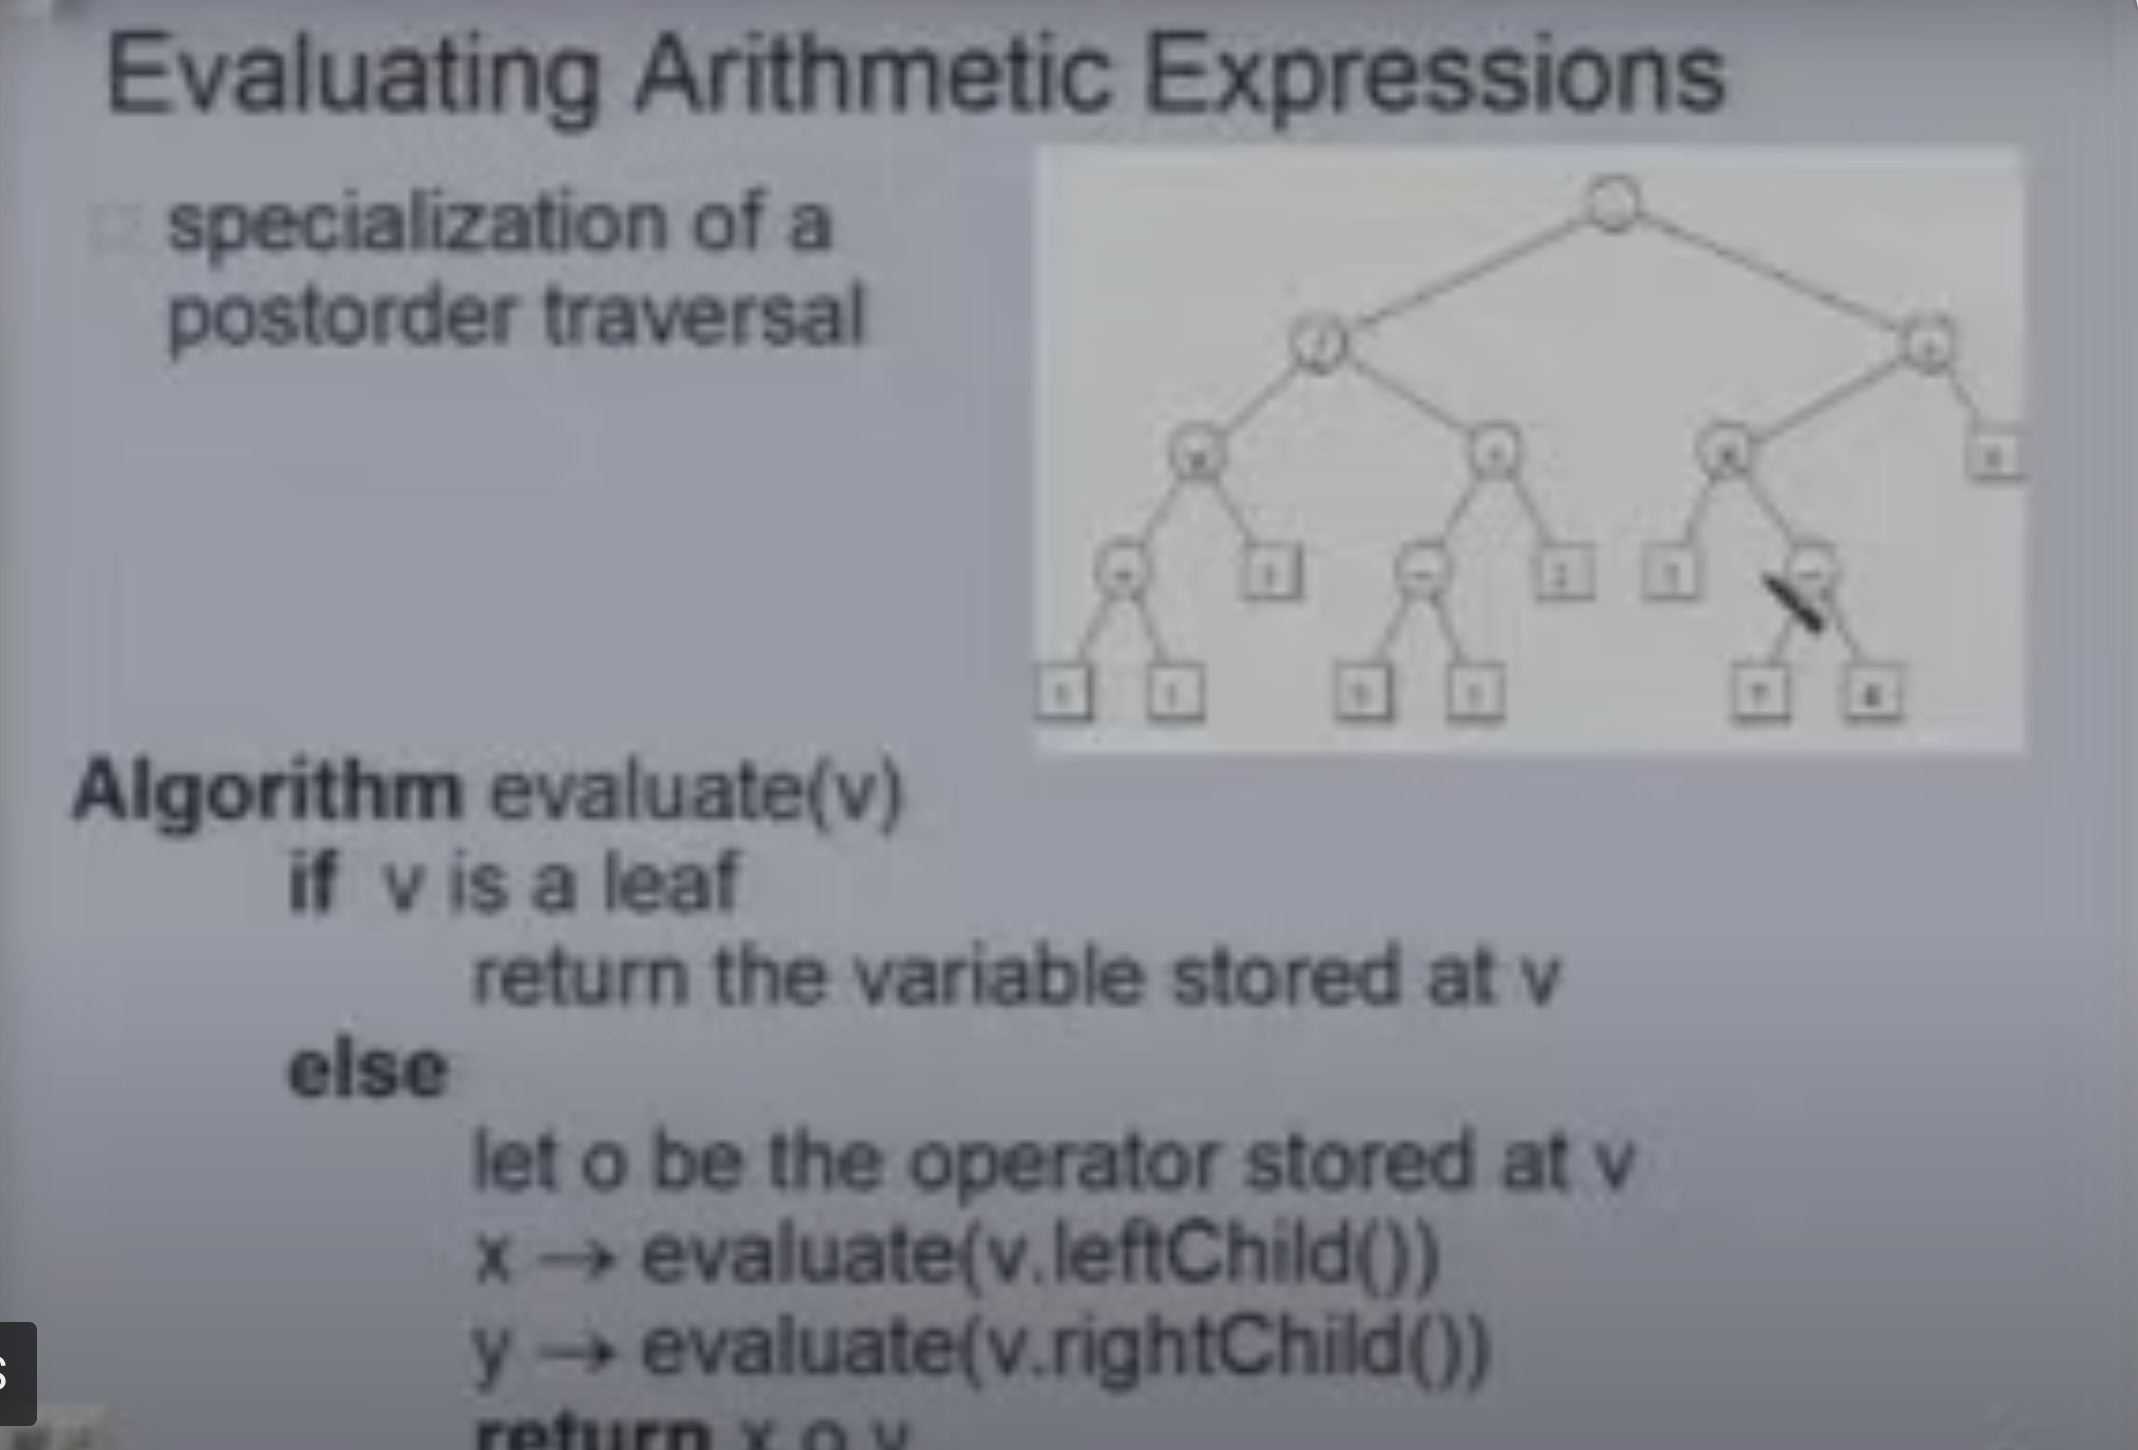 Evaluating Arithmetic Expressions
specialization of a
postorder traversal
Algorithm evaluate(v)
if v is a leaf
return the variable stored at v
else
let o be the operator stored at v
x → evaluate(v.leftChild())
y → evaluate(v.rightChild())
return x o y